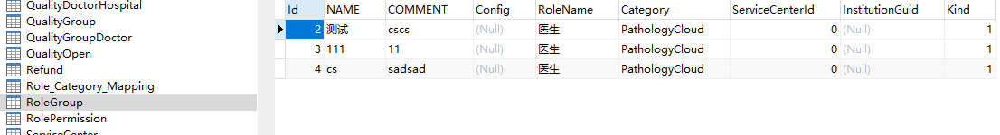 QualityDoctorHospital
QualityGroup
QualityGroupDoctor
QualityOpen
Refund
Role_Category_Mapping
RoleGroup
RolePermission
ServiceCenter
Id NAME COMMENT Config RoleName Category ServiceCenterId InstitutionGuid Kind
2 测试 cscs (Null) 医生 PathologyCloud 0 (Null) 1
3 111 11 (Null) 医生 PathologyCloud 0 (Null) 1
4 cs sadsad (Null) 医生 PathologyCloud 0 (Null) 1